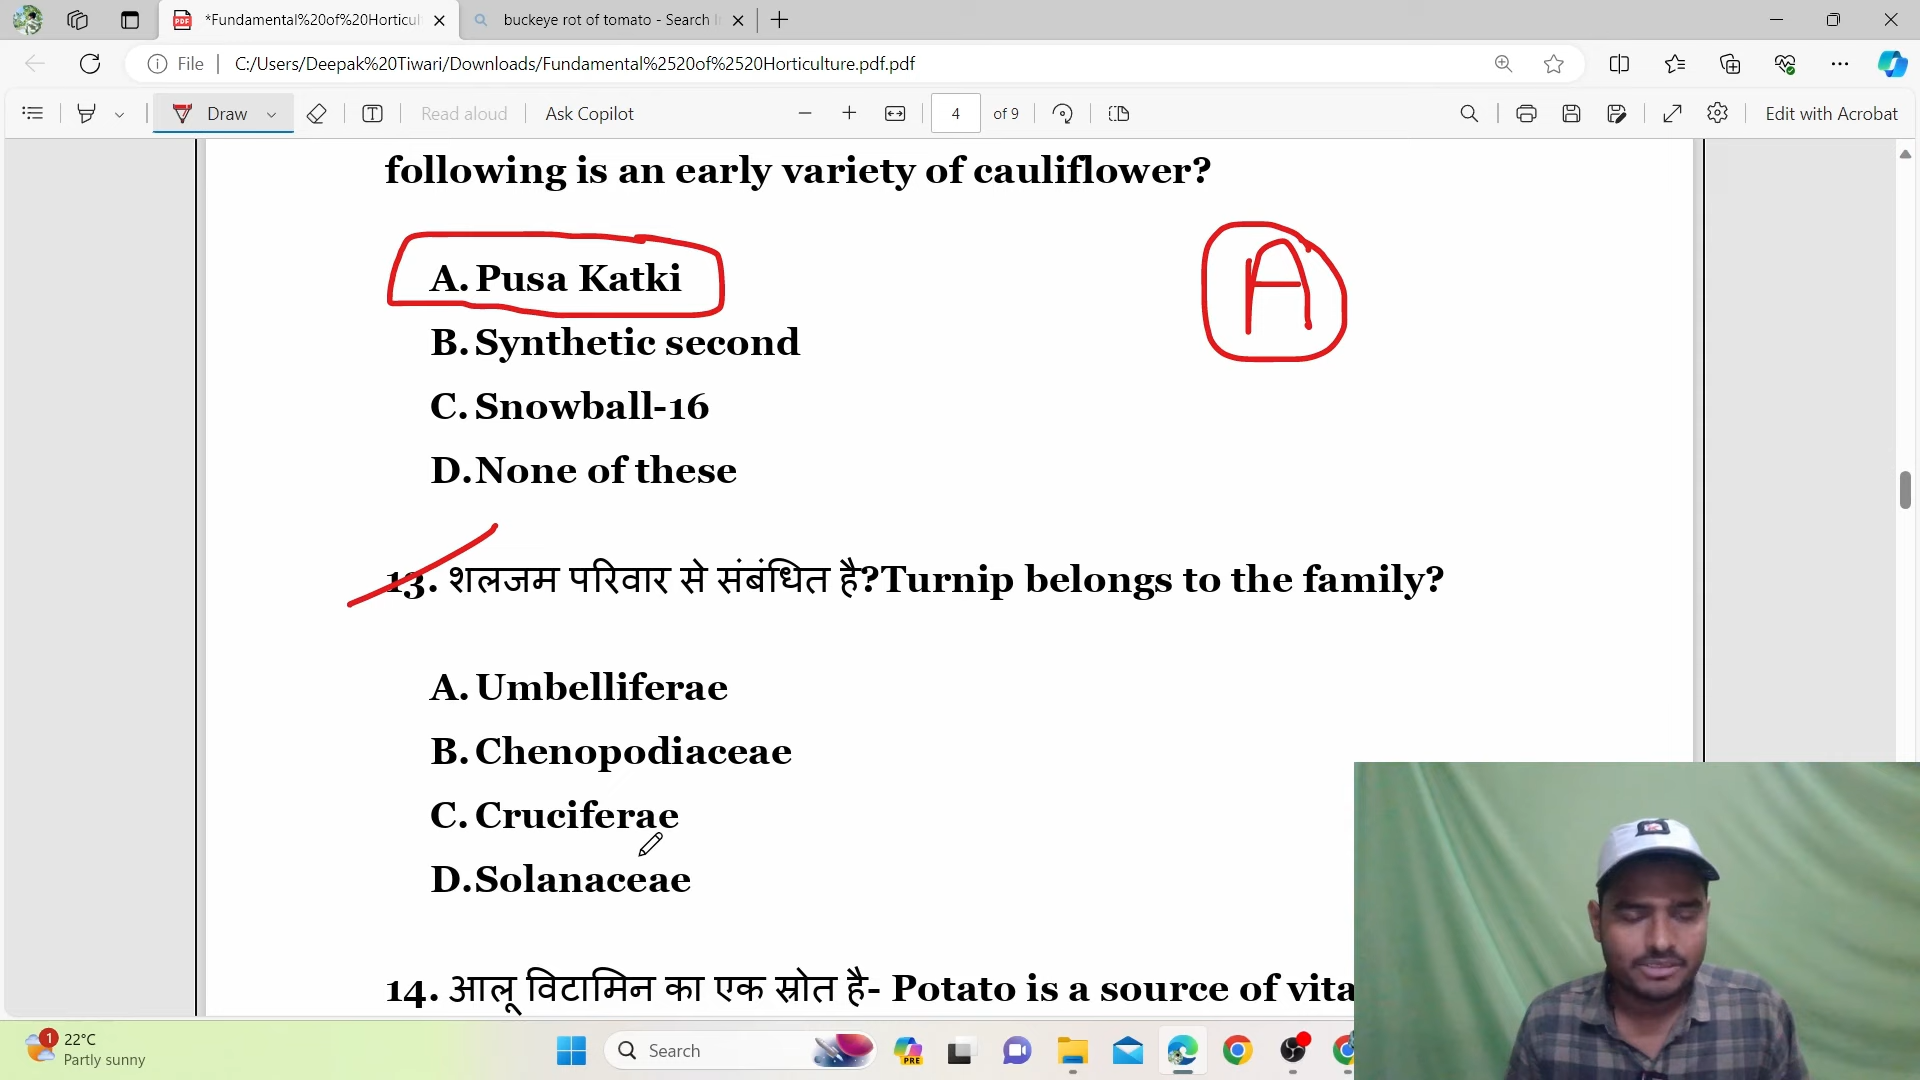 *Fundamental%20of%20Horticul
buckeye rot of tomato - Search
File
C:/Users/Deepak%20Tiwari/Downloads/Fundamental%2520of%2520Horticulture.pdf.pdf
Draw
Read aloud
Ask Copilot
4
of 9
Edit with Acrobat
following is an early variety of cauliflower?
A. Pusa Katki
A
B. Synthetic second
C. Snowball-16
D. None of these
13. शलजम परिवार से संबंधित है?Turnip belongs to the family?
A. Umbelliferae
B. Chenopodiaceae
C. Cruciferae
D. Solanaceae
14. आलू विटामिन का एक स्रोत है- Potato is a source of vita
1
22°C
Partly sunny
Search
PRE